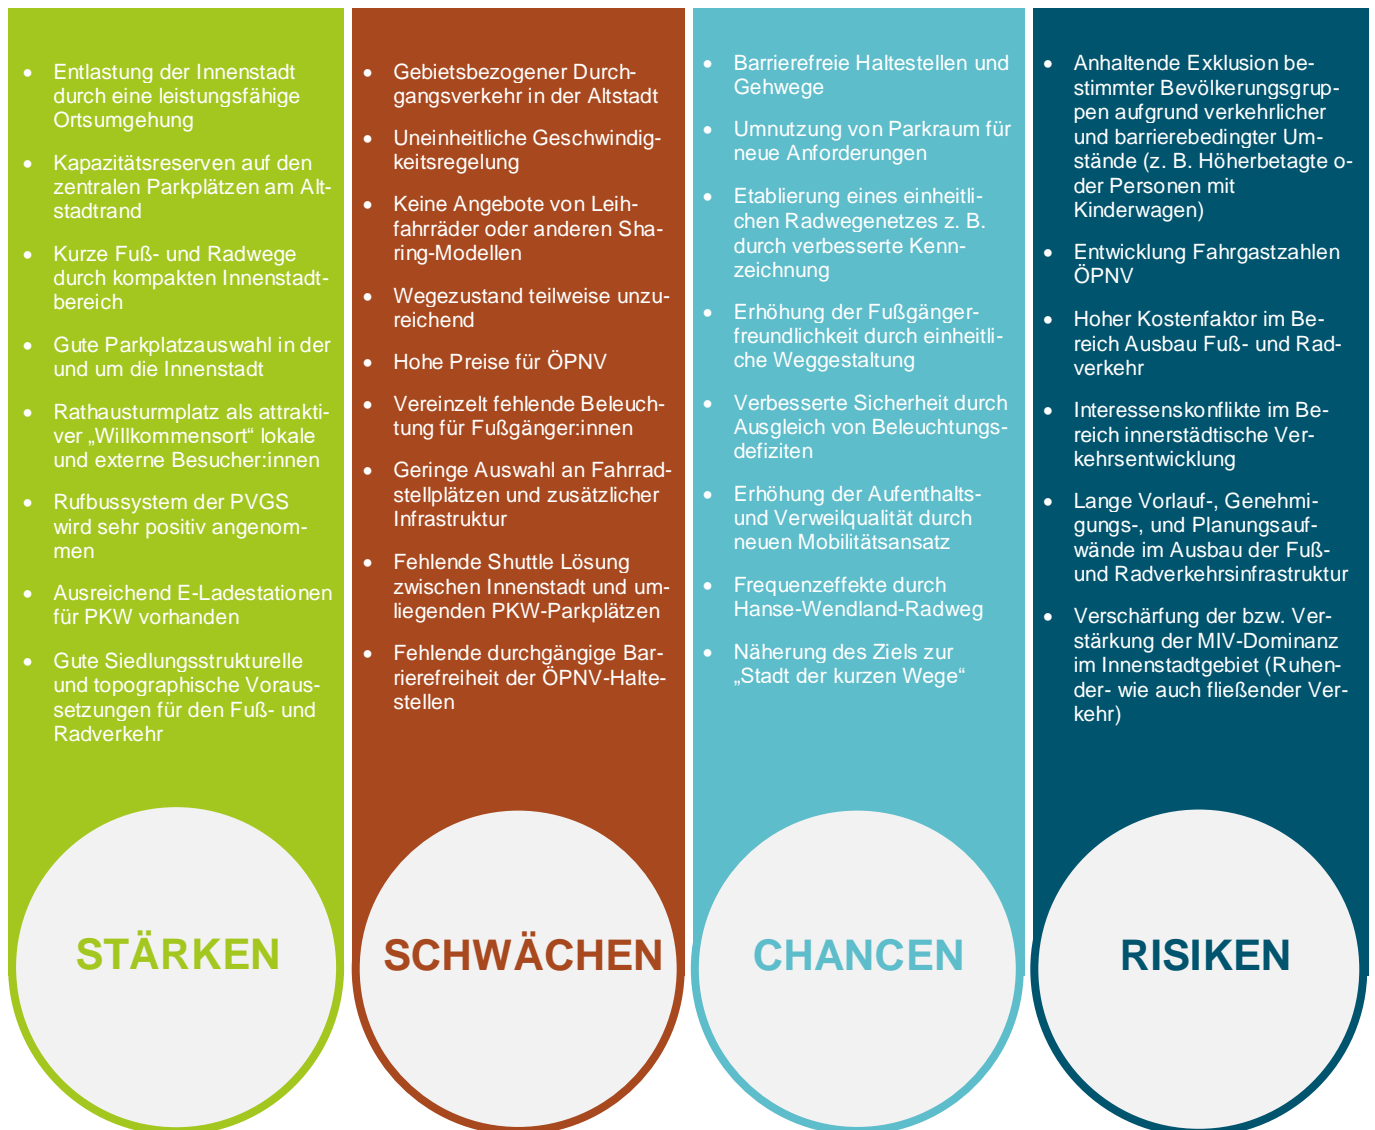 Entlastung der Innenstadt
durch eine leistungsfähige
Ortsumgehung
Kapazitätsreserven auf den
zentralen Parkplätzen am Alt-
stadtrand
Kurze Fuß- und Radwege
durch kompakten Innenstadt-
bereich
Gute Parkplatzauswahl in der
und um die Innenstadt
Rathausturmplatz als attrakti-
ver „Willkommensort“ lokale
und externe Besucher:innen
Rufbussystem der PVGS
wird sehr positiv angenom-
men
Ausreichend E-Ladestationen
für PKW vorhanden
Gute Siedlungsstrukturelle
und topographische Voraus-
setzungen für den Fuß- und
Radverkehr
STÄRKEN
Gebietsbezogener Durch-
gangsverkehr in der Altstadt
Uneinheitliche Geschwindig-
keitsregelung
Keine Angebote von Leih-
fahrräder oder anderen Sha-
ring-Modellen
Wegezustand teilweise unzu-
reichend
Hohe Preise für ÖPNV
Vereinzelt fehlende Beleuch-
tung für Fußgänger:innen
Geringe Auswahl an Fahrrad-
stellplätzen und zusätzlicher
Infrastruktur
Fehlende Shuttle Lösung
zwischen Innenstadt und um-
liegenden PKW-Parkplätzen
Fehlende durchgängige Bar-
rierefreiheit der ÖPNV-Halte-
stellen
SCHWÄCHEN
Barrierefreie Haltestellen und
Gehwege
Umnutzung von Parkraum für
neue Anforderungen
Etablierung eines einheitli-
chen Radwegenetzes z. B.
durch verbesserte Kenn-
zeichnung
Erhöhung der Fußgänger-
freundlichkeit durch einheitli-
che Weggestaltung
Verbesserte Sicherheit durch
Ausgleich von Beleuchtungs-
defiziten
Erhöhung der Aufenthalts-
und Verweilqualität durch
neuen Mobilitätsansatz
Frequenzeffekte durch
Hanse-Wendland-Radweg
Näherung des Ziels zur
„Stadt der kurzen Wege“
CHANCEN
Anhaltende Exklusion be-
stimmter Bevölkerungsgrup-
pen aufgrund verkehrlicher
und barrierebedingter Um-
stände (z. B. Höherbetagte o-
der Personen mit
Kinderwagen)
Entwicklung Fahrgastzahlen
ÖPNV
Hoher Kostenfaktor im Be-
reich Ausbau Fuß- und Rad-
verkehr
Interessenskonflikte im Be-
reich innerstädtische Ver-
kehrsentwicklung
Lange Vorlauf-, Genehmi-
gungs-, und Planungsauf-
wände im Ausbau der Fuß-
und Radverkehrsinfrastruktur
Verschärfung der bzw. Ver-
stärkung der MIV-Dominanz
im Innenstadtgebiet (Ruhen-
der- wie auch fließender Ver-
kehr)
RISIKEN